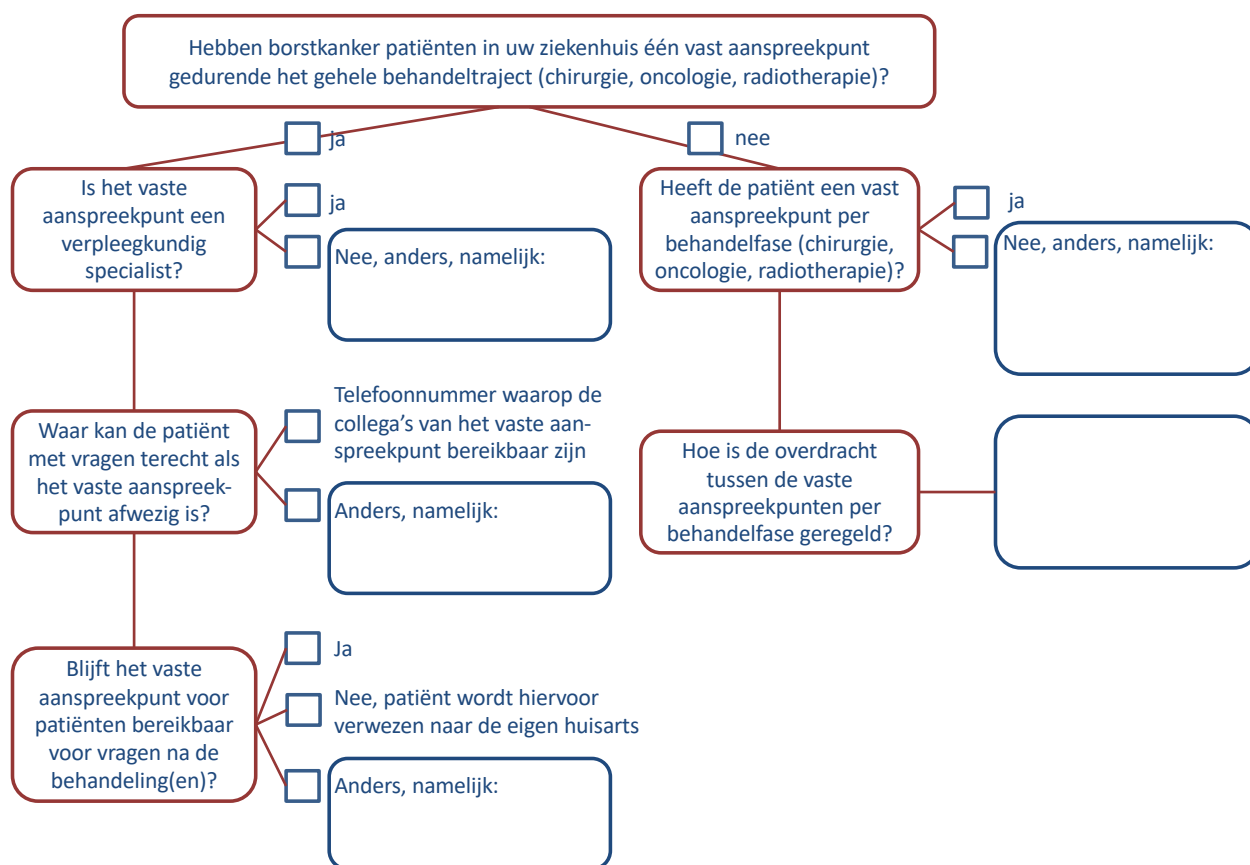 Hebben borstkanker patiënten in uw ziekenhuis één vast aanspreekpunt
gedurende het gehele behandeltraject (chirurgie, oncologie, radiotherapie)?
ja
nee
Is het vaste
aanspreekpunt een
verpleegkundig
specialist?
ja
Nee, anders, namelijk:
Waar kan de patiënt
met vragen terecht als
het vaste aanspreek-
punt afwezig is?
Telefoonnummer waarop de
collega's van het vaste aan-
spreekpunt bereikbaar zijn
Anders, namelijk:
Blijft het vaste
aanspreekpunt voor
patiënten bereikbaar
voor vragen na de
behandeling(en)?
Ja
Nee, patiënt wordt hiervoor
verwezen naar de eigen huisarts
Anders, namelijk:
Heeft de patiënt een vast
aanspreekpunt per
behandelfase (chirurgie,
oncologie, radiotherapie)?
ja
Nee, anders, namelijk:
Hoe is de overdracht
tussen de vaste
aanspreekpunten per
behandelfase geregeld?